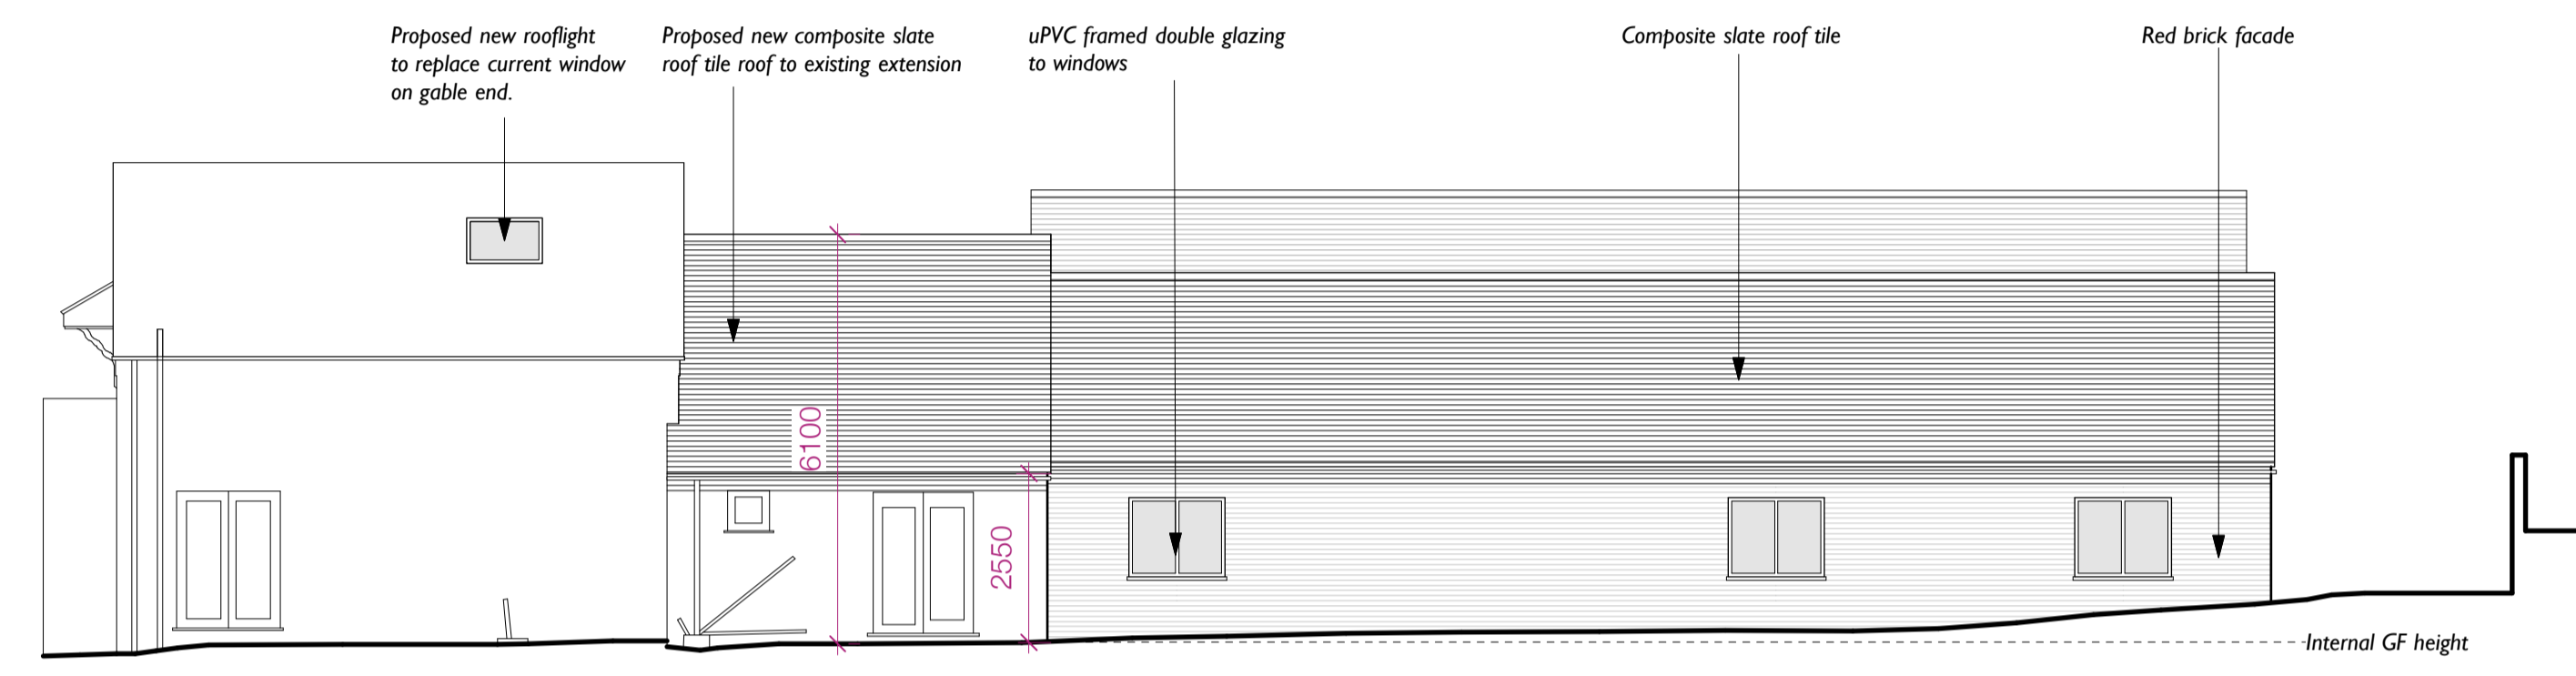 Proposed new rooflight
to replace current window
on gable end.
Proposed new composite slate
roof tile roof to existing extension
uPVC framed double glazing
to windows
Composite slate roof tile
Red brick facade
6100
2550
Internal GF height